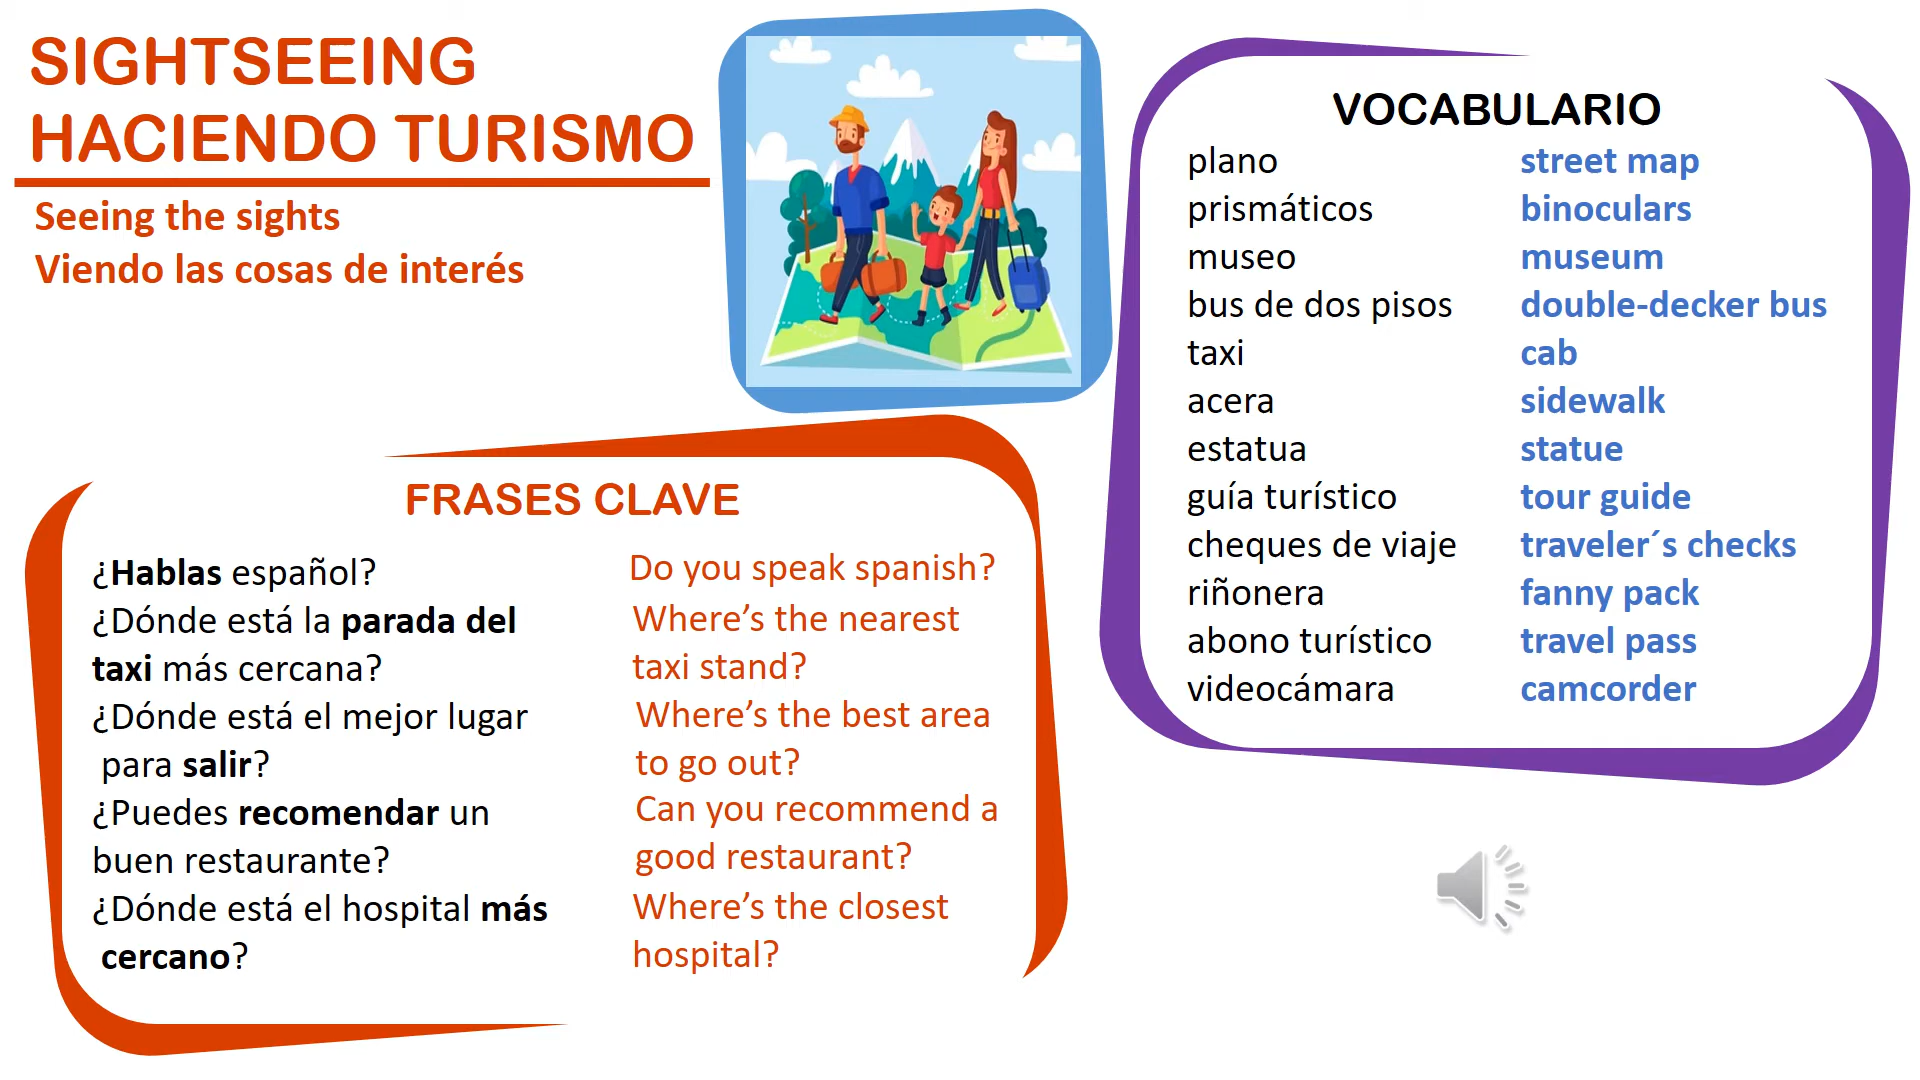 SIGHTSEEING
HACIENDO TURISMO
Seeing the sights
Viendo las cosas de interés
FRASES CLAVE
¿Hablas español?
¿Dónde está la parada del
taxi más cercana?
¿Dónde está el mejor lugar
para salir?
¿Puedes recomendar un
buen restaurante?
¿Dónde está el hospital más
cercano?
Do you speak spanish?
Where’s the nearest
taxi stand?
Where’s the best area
to go out?
Can you recommend a
good restaurant?
Where’s the closest
hospital?
VOCABULARIO
plano street map
prismáticos binoculars
museo museum
bus de dos pisos double-decker bus
taxi cab
acera sidewalk
estatua statue
guía turístico tour guide
cheques de viaje traveler´s checks
riñonera fanny pack
abono turístico travel pass
videocámara camcorder